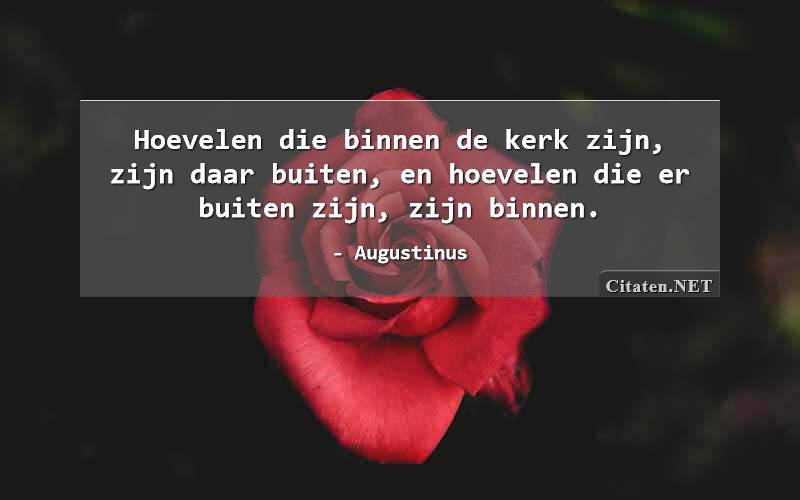 Hoevelen die binnen de kerk zijn,
zijn daar buiten, en hoevelen die er
buiten zijn, zijn binnen.
- Augustinus
Citaten.NET